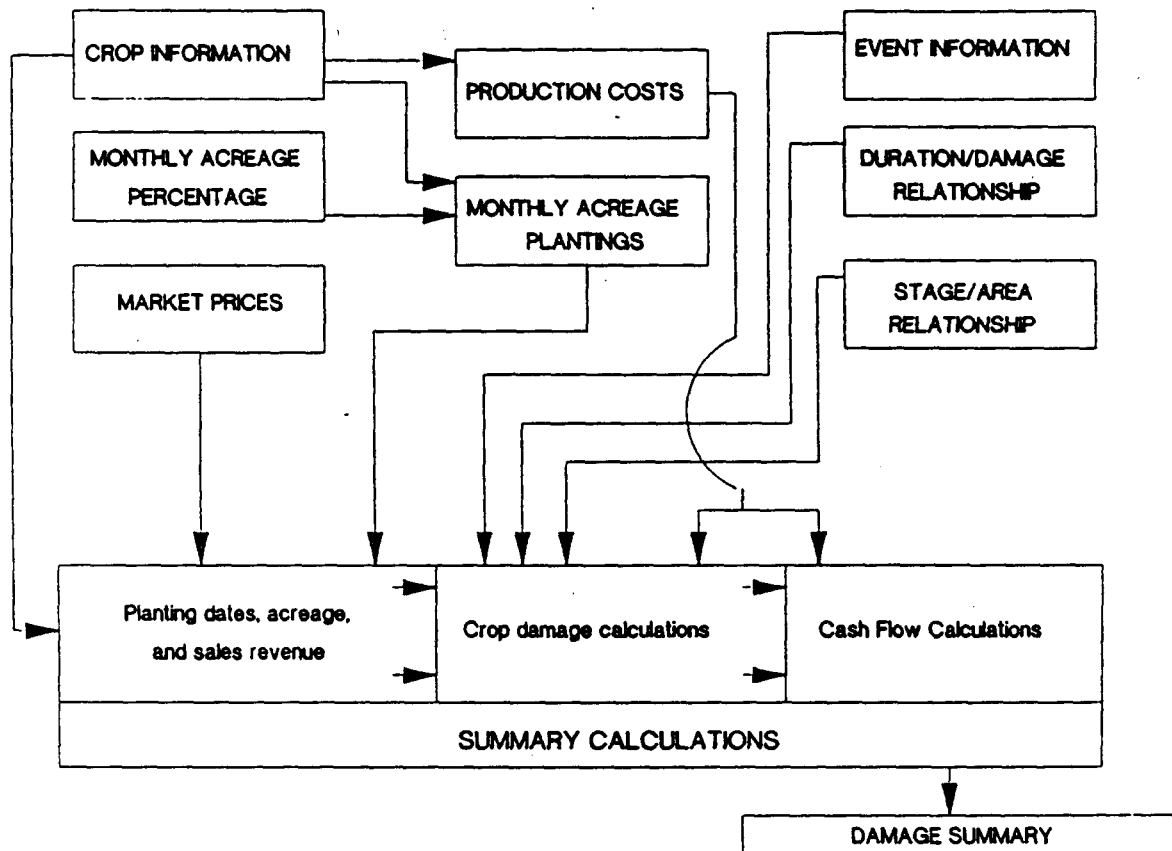 CROP INFORMATION
PRODUCTION COSTS
EVENT INFORMATION
MONTHLY ACREAGE
PERCENTAGE
MONTHLY ACREAGE
PLANTINGS
DURATION/DAMAGE
RELATIONSHIP
MARKET PRICES
STAGE/AREA
RELATIONSHIP
Planting dates, acreage,
and sales revenue
Crop damage calculations
Cash Flow Calculations
SUMMARY CALCULATIONS
DAMAGE SUMMARY